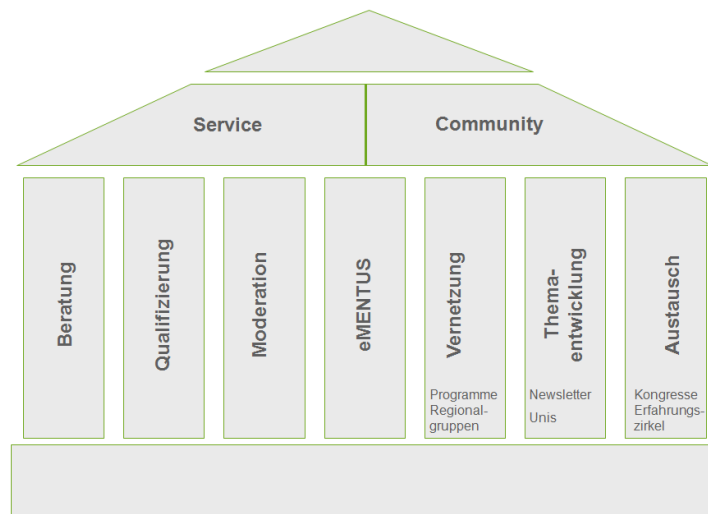 Service
Community
Beratung
Qualifizierung
Moderation
eMENTUS
Vernetzung
Programme
Regional-
gruppen
Thema-
entwicklung
Newsletter
Unis
Austausch
Kongresse
Erfahrungs-
zirkel